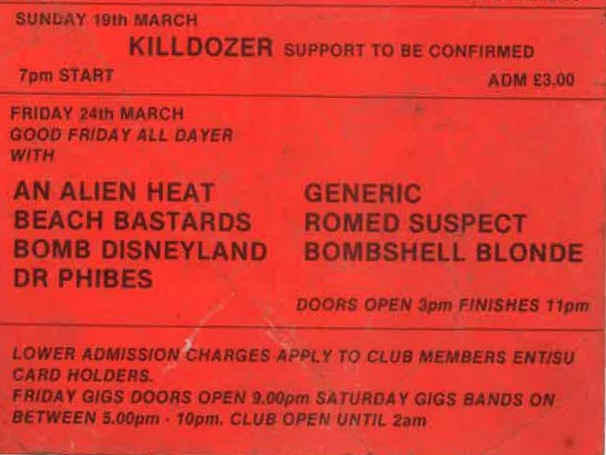 SUNDAY 19th MARCH
KILLDOZER SUPPORT TO BE CONFIRMED
7pm START ADM £3.00
FRIDAY 24th MARCH
GOOD FRIDAY ALL DAYER
WITH
AN ALIEN HEAT GENERIC
BEACH BASTARDS ROMED SUSPECT
BOMB DISNEYLAND BOMBSHELL BLONDE
DR PHIBES
DOORS OPEN 3pm FINISHES 11pm
LOWER ADMISSION CHARGES APPLY TO CLUB MEMBERS ENT/SU
CARD HOLDERS.
FRIDAY GIGS DOORS OPEN 9.00pm SATURDAY GIGS BANDS ON
BETWEEN 5.00pm - 10pm. CLUB OPEN UNTIL 2am